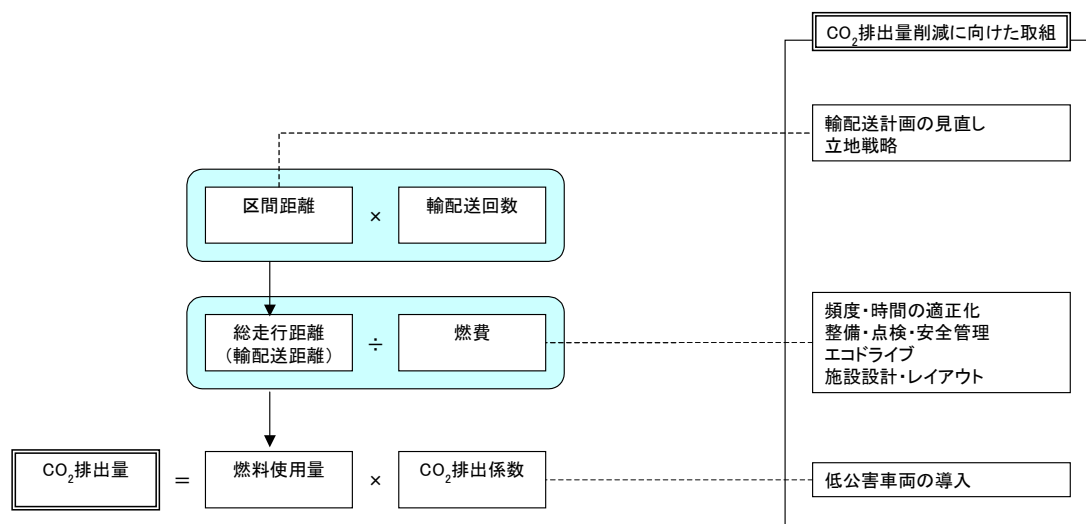 CO₂排出量削減に向けた取組
輸配送計画の見直し
立地戦略
区間距離 × 輸配送回数
頻度・時間の適正化
整備・点検・安全管理
エコドライブ
施設設計・レイアウト
総走行距離
（輸配送距離） ÷ 燃費
CO₂排出量 = 燃料使用量 × CO₂排出係数
低公害車両の導入